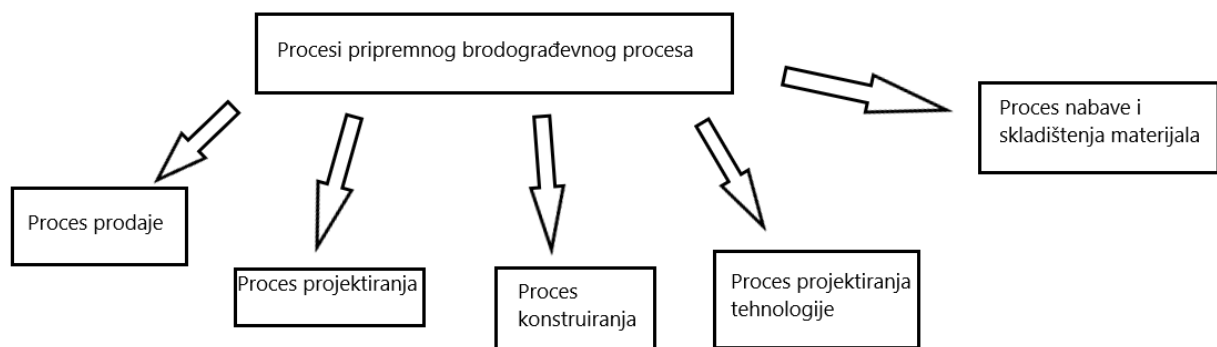 Procesi pripremnog brodograđevnog procesa
Proces nabave i
skladištenja materijala
Proces prodaje
Proces projektiranja
Proces
konstruiranja
Proces projektiranja
tehnologije